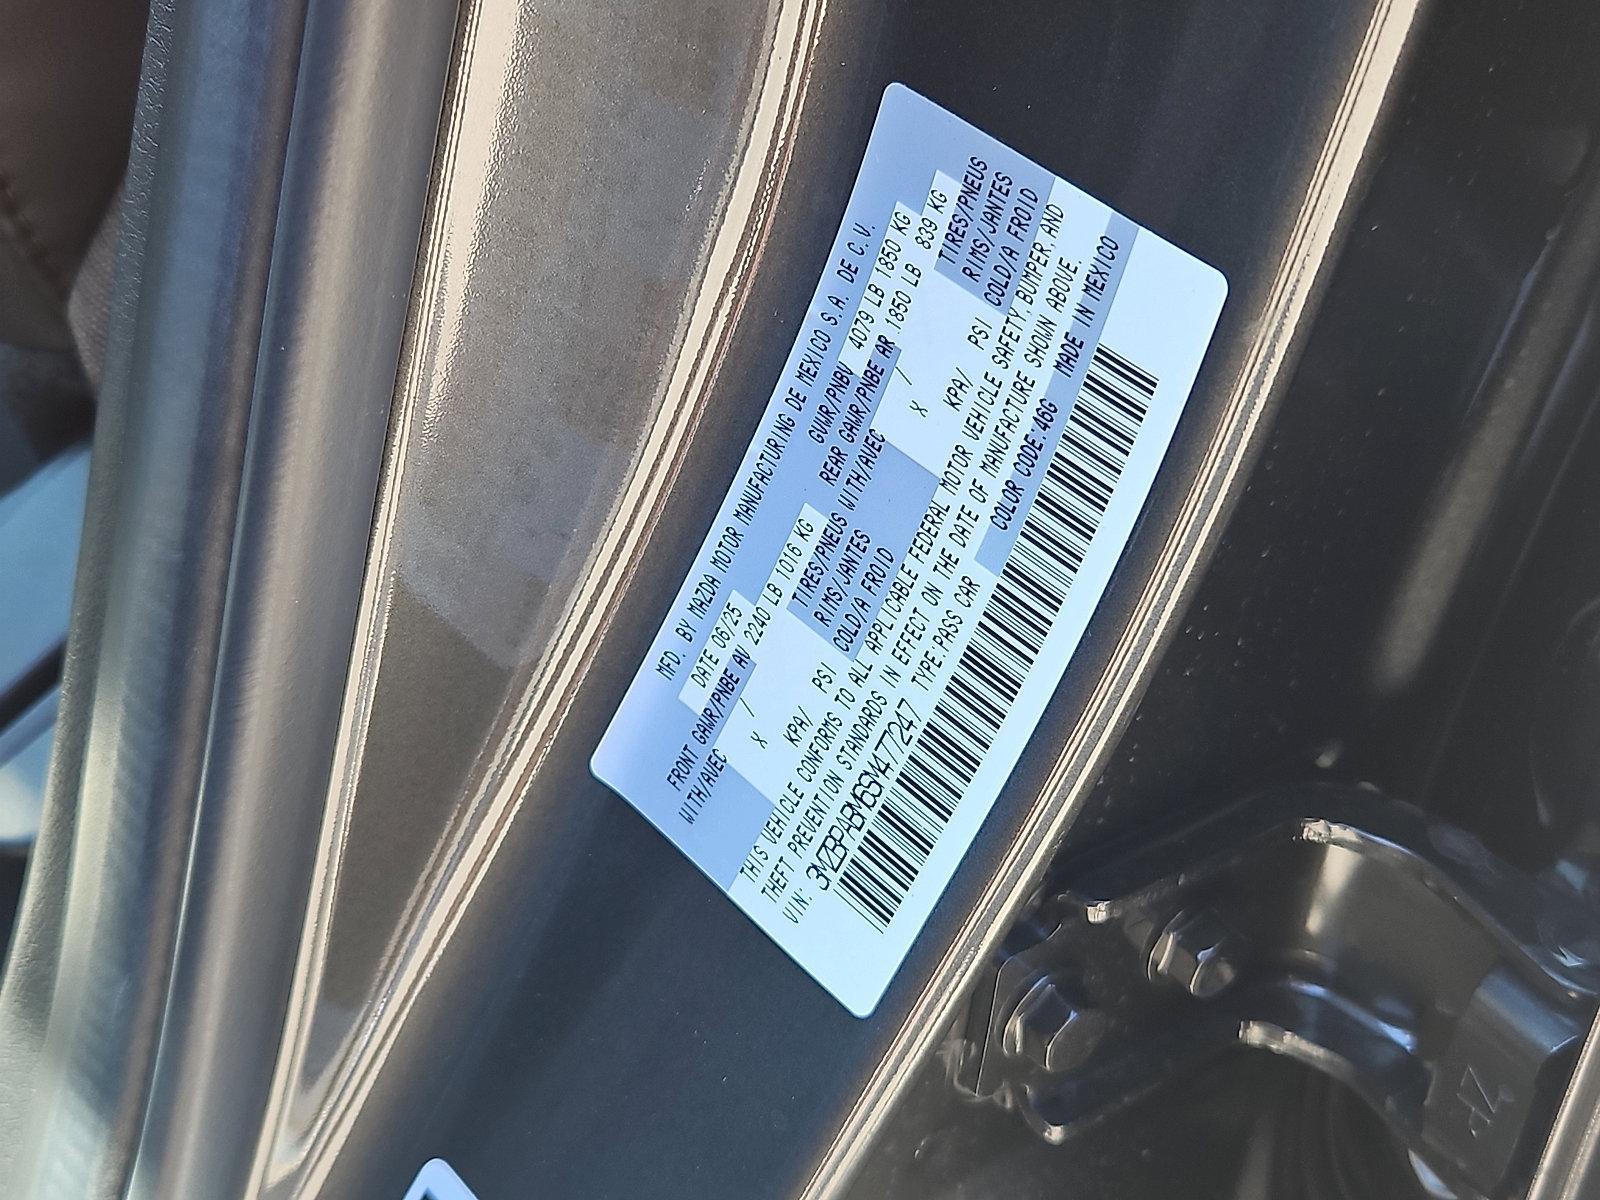 MFD. BY MAZDA MOTOR MANUFACTURING DE MEXICO S.A. DE C.V.
DATE 06/25 GVWR/PNBV 4079 LB 1850 KG
FRONT GAWR/PNBE AV 2240 LB 1016 KG REAR GAWR/PNBE AR 1850 LB 839 KG
WITH/AVEC / TIRES/PNEUS WITH/AVEC / TIRES/PNEUS
X RIMS/JANTES X RIMS/JANTES
KPA/ PSI COLD/A FROID KPA/ PSI COLD/A FROID
THIS VEHICLE CONFORMS TO ALL APPLICABLE FEDERAL MOTOR VEHICLE SAFETY, BUMPER, AND
THEFT PREVENTION STANDARDS IN EFFECT ON THE DATE OF MANUFACTURE SHOWN ABOVE.
VIN: 3MZBPABM6SM477247 TYPE:PASS CAR COLOR CODE:46G MADE IN MEXICO